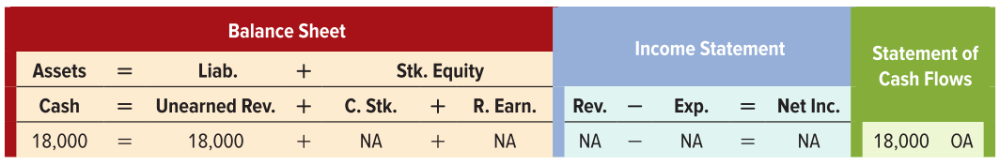 Balance Sheet
Income Statement
Statement of
Cash Flows
Assets = Liab. + Stk. Equity
Cash = Unearned Rev. + C. Stk. + R. Earn. Rev. − Exp. = Net Inc.
18,000 = 18,000 + NA + NA NA − NA = NA 18,000 OA